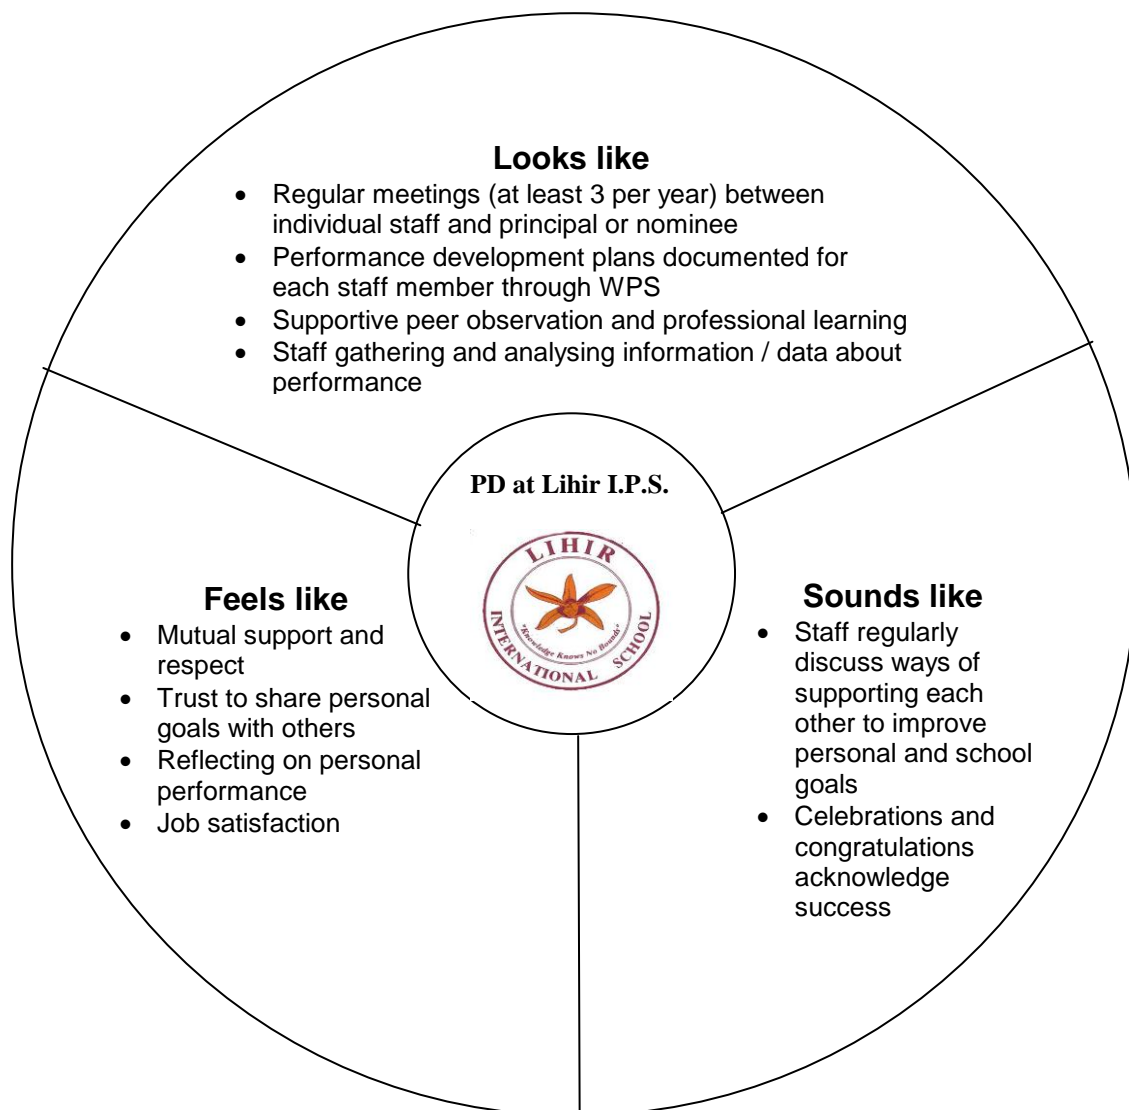 Looks like
• Regular meetings (at least 3 per year) between
individual staff and principal or nominee
• Performance development plans documented for
each staff member through WPS
• Supportive peer observation and professional learning
• Staff gathering and analysing information / data about
performance
PD at Lihir I.P.S.
LIHIR
"Knowledge Knows No Bounds"
INTERNATIONAL SCHOOL
Feels like
• Mutual support and
respect
• Trust to share personal
goals with others
• Reflecting on personal
performance
• Job satisfaction
Sounds like
• Staff regularly
discuss ways of
supporting each
other to improve
personal and school
goals
• Celebrations and
congratulations
acknowledge
success